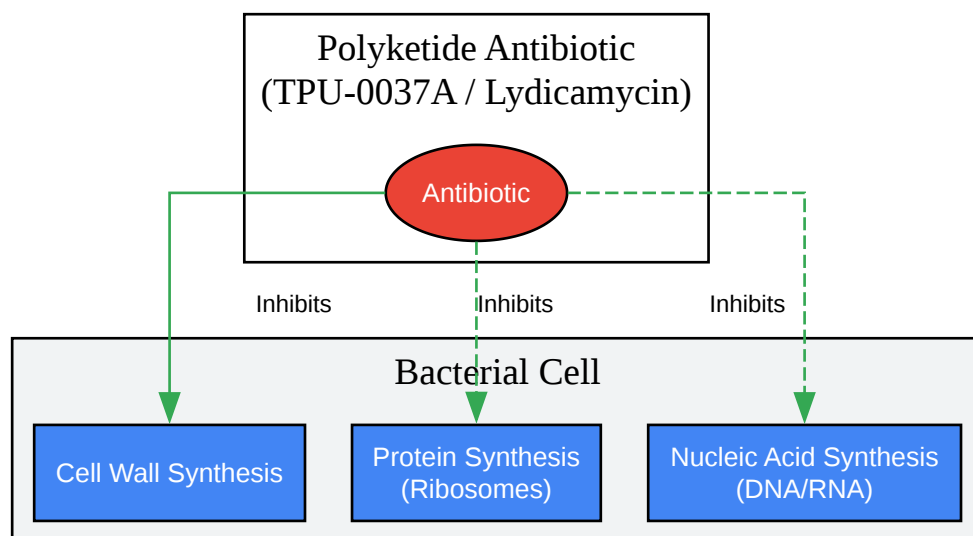 Polyketide Antibiotic
(TPU-0037A / Lydicamycin)
Antibiotic
Inhibits
Inhibits
Inhibits
Bacterial Cell
Cell Wall Synthesis
Protein Synthesis
(Ribosomes)
Nucleic Acid Synthesis
(DNA/RNA)